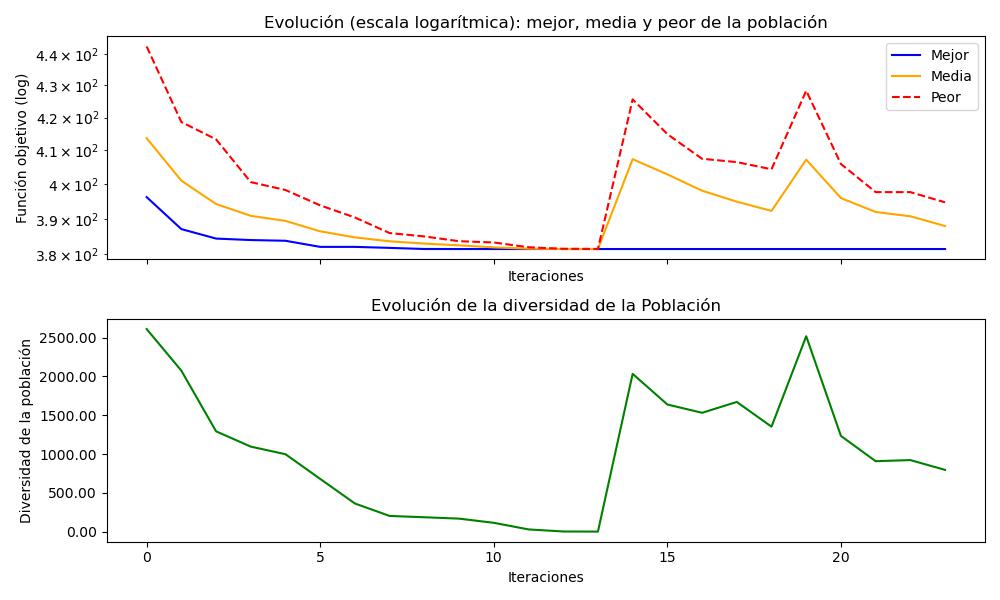 Evolución (escala logarítmica): mejor, media y peor de la población
Función objetivo (log)
4.4 × 10²
4.3 × 10²
4.2 × 10²
4.1 × 10²
4 × 10²
3.9 × 10²
3.8 × 10²
Mejor
Media
Peor
Iteraciones
Evolución de la diversidad de la Población
Diversidad de la población
2500.00
2000.00
1500.00
1000.00
500.00
0.00
0 5 10 15 20
Iteraciones